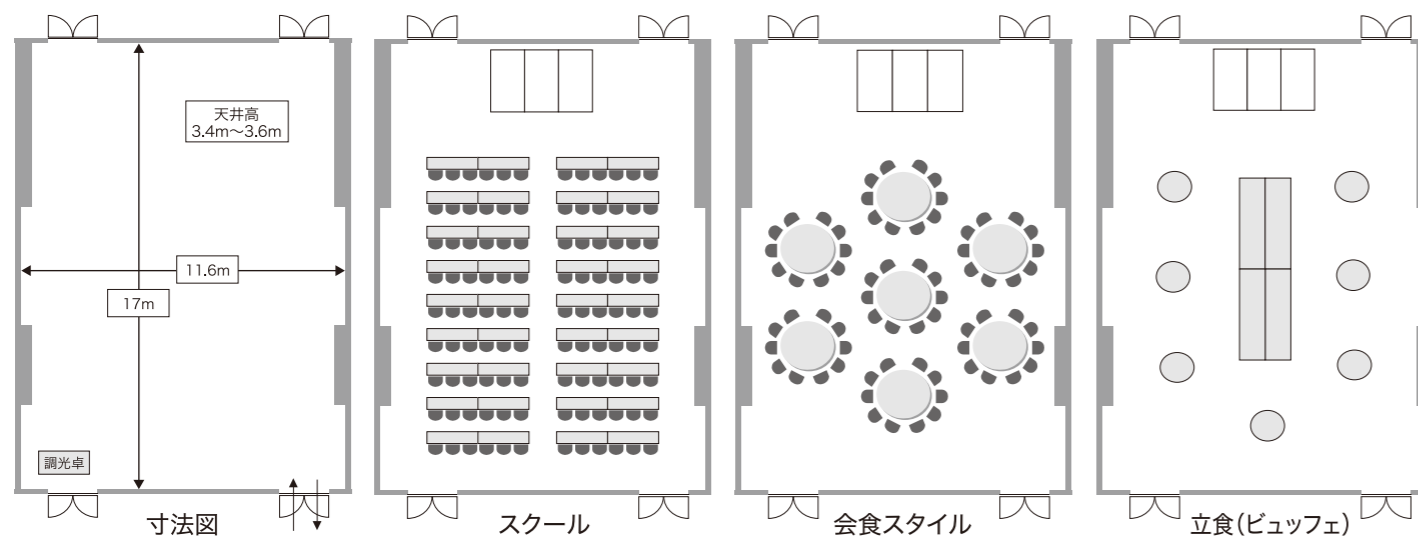 天井高
3.4m～3.6m
11.6m
17m
調光卓
寸法図
スクール
会食スタイル
立食(ビュッフェ)